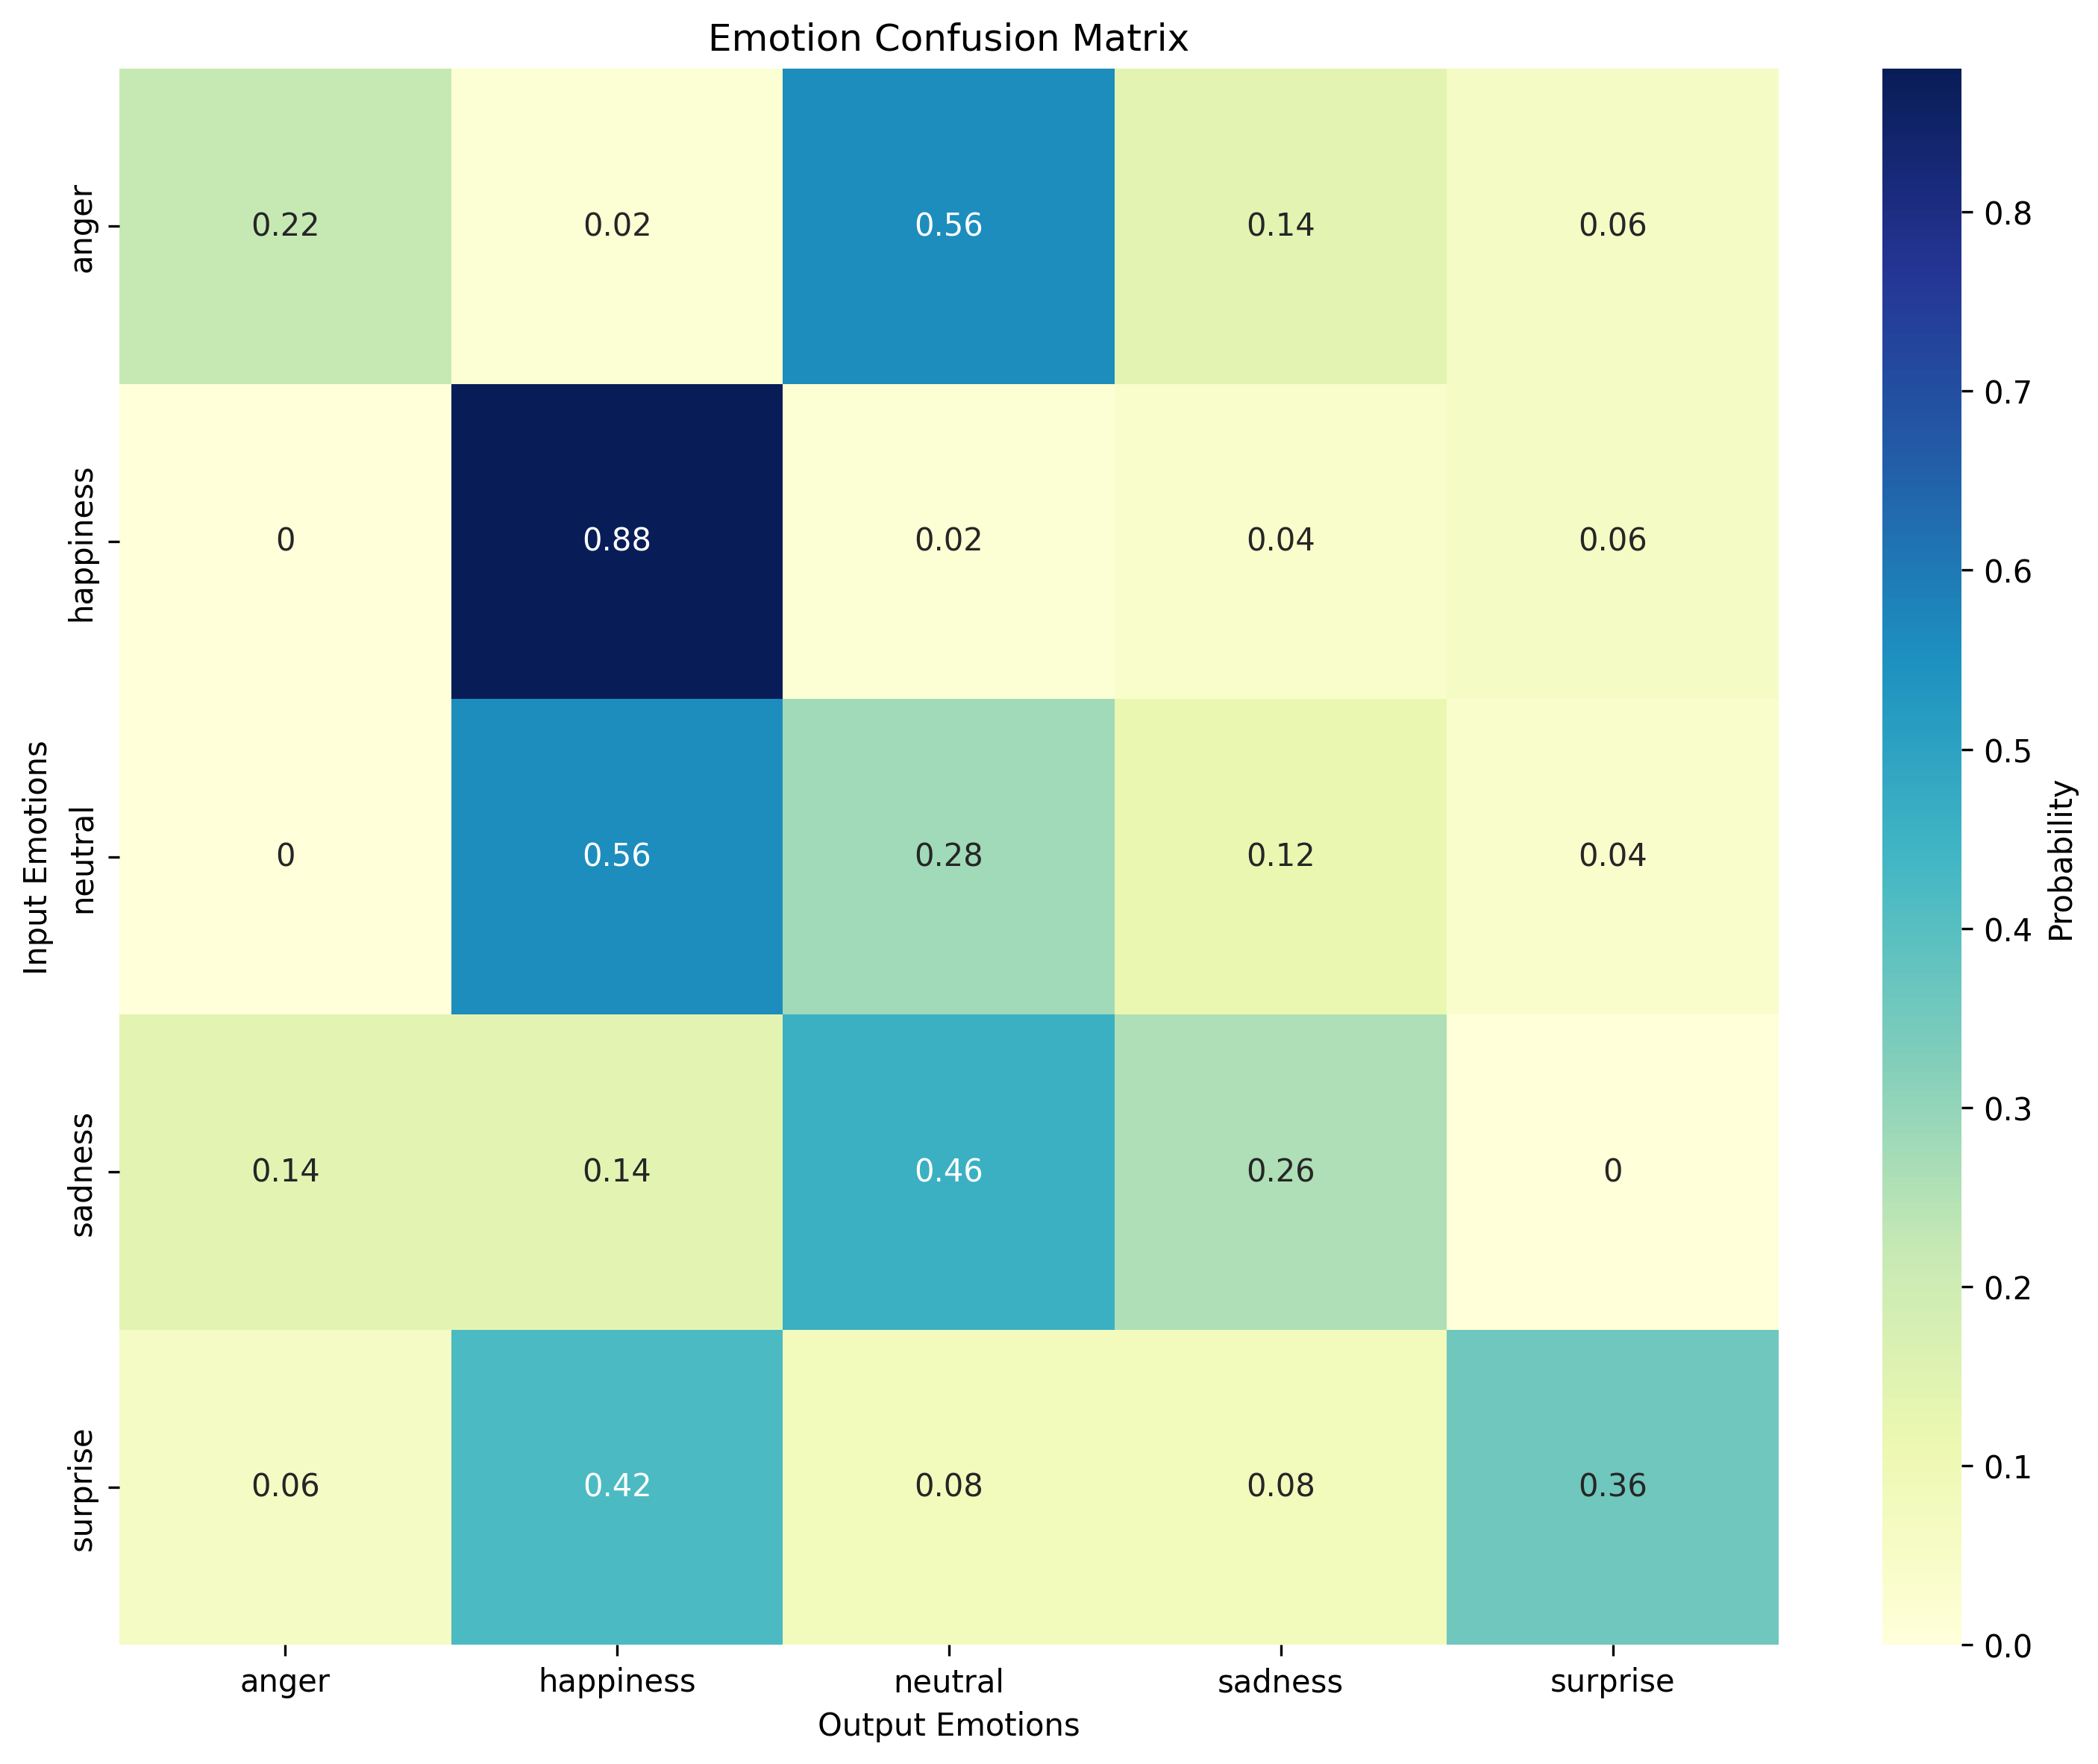 Emotion Confusion Matrix
anger 0.22 0.02 0.56 0.14 0.06
happiness 0 0.88 0.02 0.04 0.06
neutral 0 0.56 0.28 0.12 0.04
sadness 0.14 0.14 0.46 0.26 0
surprise 0.06 0.42 0.08 0.08 0.36
anger happiness neutral sadness surprise
Output Emotions
Input Emotions
0.8
0.7
0.6
0.5
0.4
0.3
0.2
0.1
0.0
Probability